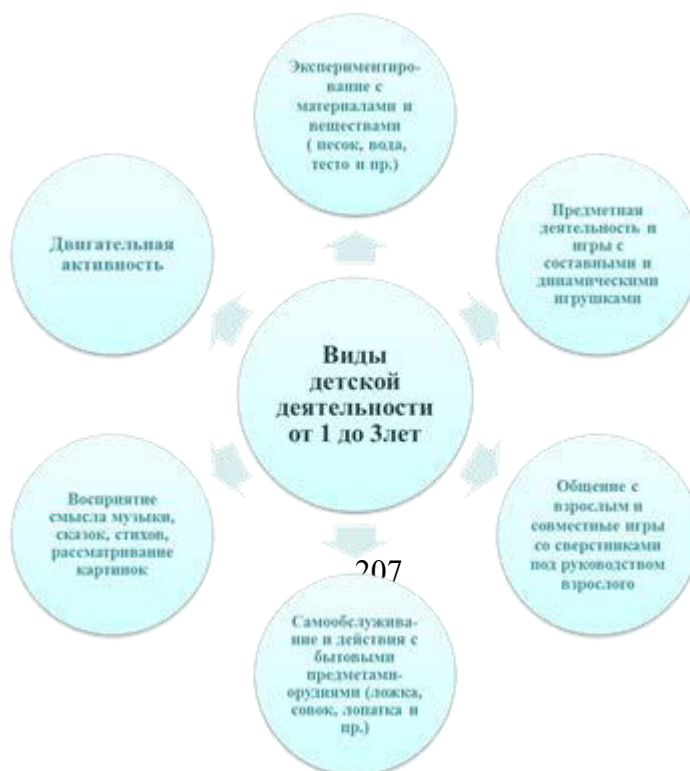 Экспериментиро-
вание с
материалами и
веществами
( песок, вода,
тесто и пр.)
Предметная
деятельность и
игры с
составными и
динамическими
игрушками
Двигательная
активность
Виды
детской
деятельности
от 1 до 3лет
Общение с
взрослым и
совместные игры
со сверстниками
под руководством
взрослого
Восприятие
смысла музыки,
сказок, стихов,
рассматривание
картинок
207
Самообслужива-
ние и действия с
бытовыми
предметами-
орудиями (ложка,
совок, лопатка и
пр.)